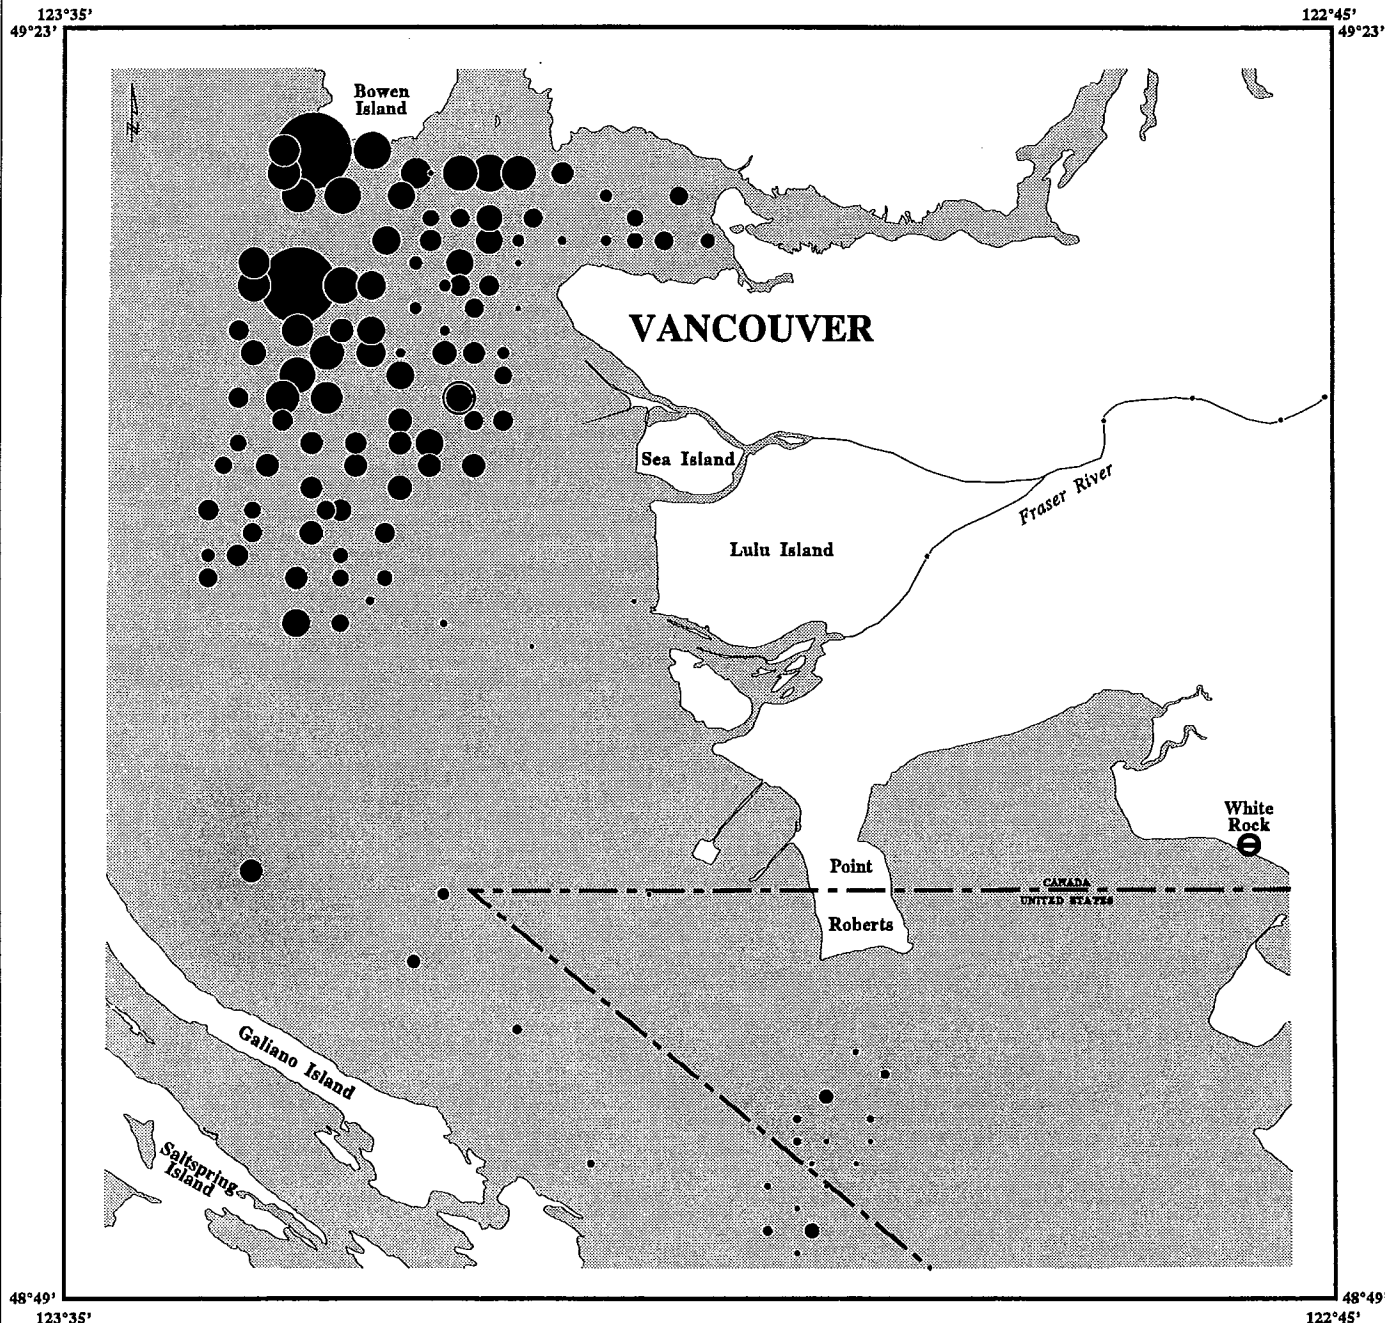 123°35'
122°45'
49°23'
49°23'
N
Bowen
Island
VANCOUVER
Sea Island
Fraser River
Lulu Island
White
Rock
Point
CANADA
UNITED STATES
Roberts
Galiano Island
Saltspring
Island
48°49'
48°49'
123°35'
122°45'